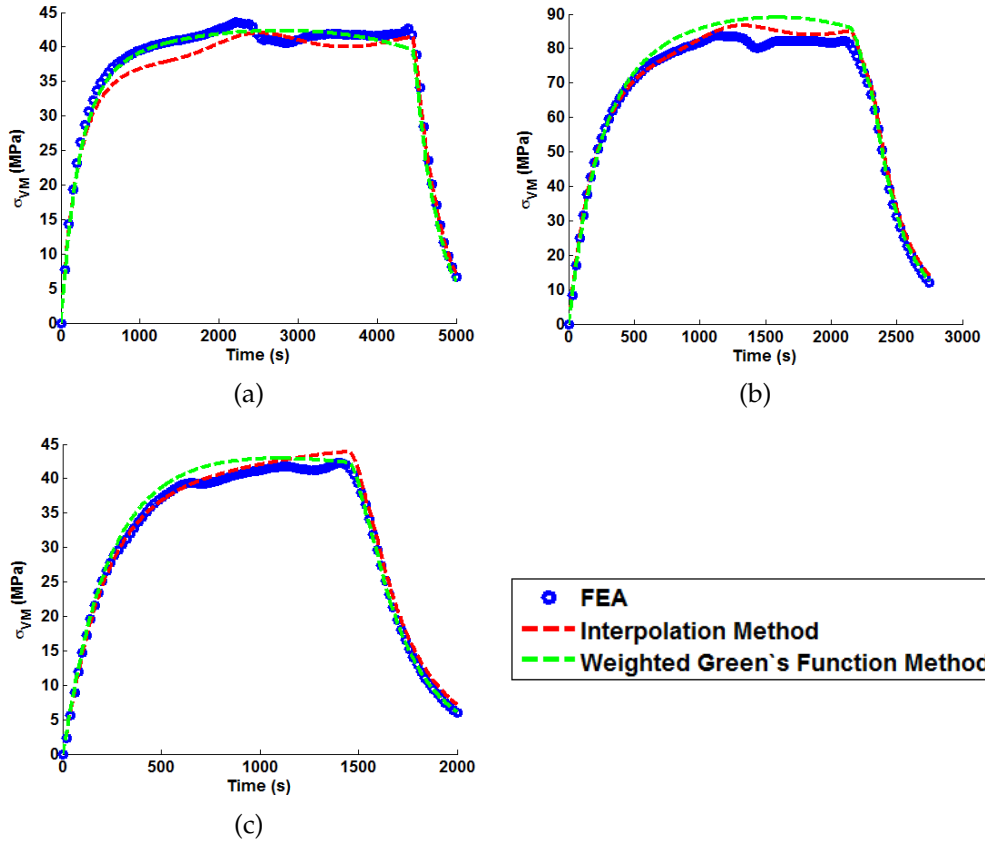 45
40
35
30
25
20
15
10
5
0
σVM (MPa)
0 1000 2000 3000 4000 5000
Time (s)
(a)
90
80
70
60
50
40
30
20
10
0
σVM (MPa)
0 500 1000 1500 2000 2500 3000
Time (s)
(b)
45
40
35
30
25
20
15
10
5
0
σVM (MPa)
0 500 1000 1500 2000
Time (s)
(c)
FEA
Interpolation Method
Weighted Green`s Function Method